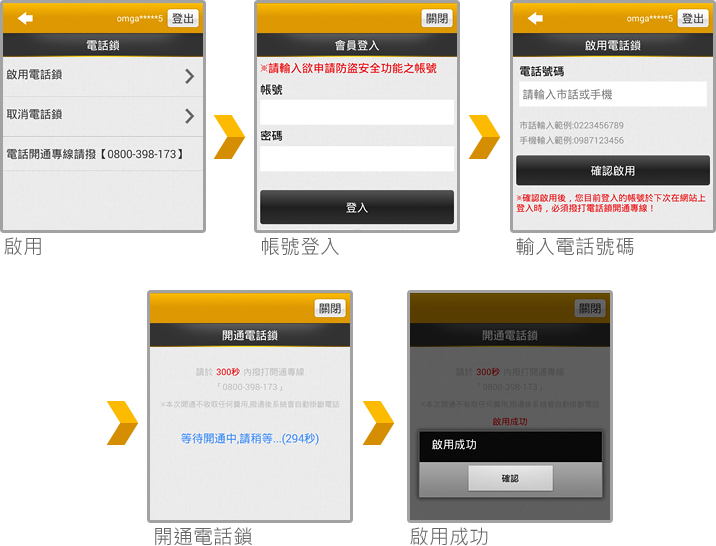 omga*****5 登出
電話鎖
啟用電話鎖
取消電話鎖
電話開通專線請撥【0800-398-173】
啟用
關閉
會員登入
※請輸入欲申請防盜安全功能之帳號
帳號
密碼
登入
帳號登入
omga*****5 登出
啟用電話鎖
電話號碼
請輸入市話或手機
市話輸入範例:0223456789
手機輸入範例:0987123456
確認啟用
※確認啟用後，您目前登入的帳號於下次在網站上
登入時，必須撥打電話鎖開通專線！
輸入電話號碼
關閉
開通電話鎖
請於 300秒 內撥打開通專線
「0800-398-173」
※本次開通不收取任何費用,撥通後系統會自動掛斷電話
等待開通中,請稍等...(294秒)
開通電話鎖
關閉
開通電話鎖
請於 300秒 內撥打開通專線
「0800-398-173」
※本次開通不收取任何費用,撥通後系統會自動掛斷電話
啟用成功
啟用成功
確認
啟用成功